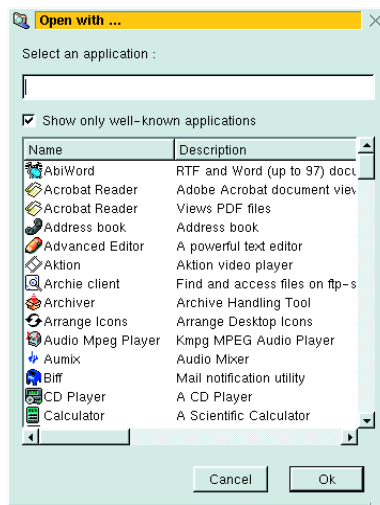 Open with ...
Select an application :
Show only well-known applications
Name Description
AbiWord RTF and Word (up to 97) docu
Acrobat Reader Adobe Acrobat document view
Acrobat Reader Views PDF files
Address book Address book
Advanced Editor A powerful text editor
Aktion Aktion video player
Archie client Find and access files on ftp-s
Archiver Archive Handling Tool
Arrange Icons Arrange Desktop Icons
Audio Mpeg Player Kmpg MPEG Audio Player
Aumix Audio Mixer
Biff Mail notification utility
CD Player A CD Player
Calculator A Scientific Calculator
Cancel Ok